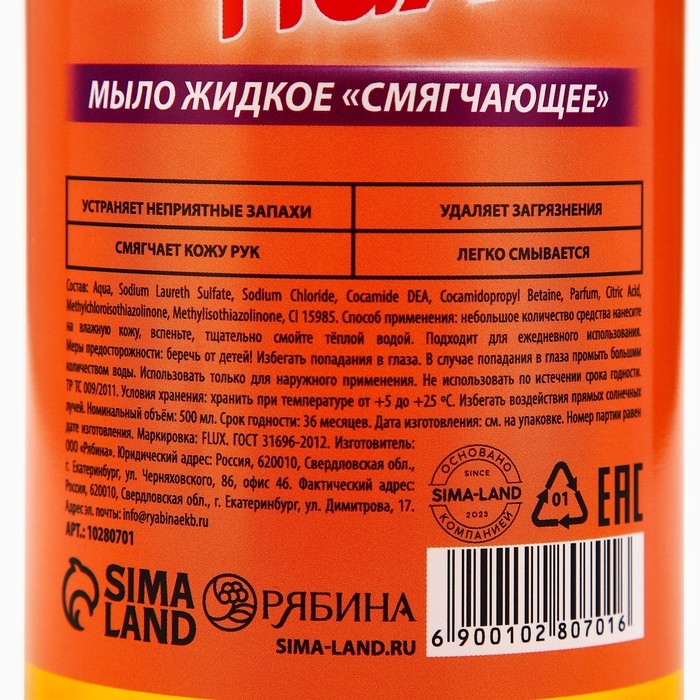 МЫЛО ЖИДКОЕ «СМЯГЧАЮЩЕЕ»
УСТРАНЯЕТ НЕПРИЯТНЫЕ ЗАПАХИ
УДАЛЯЕТ ЗАГРЯЗНЕНИЯ
СМЯГЧАЕТ КОЖУ РУК
ЛЕГКО СМЫВАЕТСЯ
Состав: Aqua, Sodium Laureth Sulfate, Sodium Chloride, Cocamide DEA, Cocamidopropyl Betaine, Parfum, Citric Acid,
Methylchloroisothiazolinone, Methylisothiazolinone, CI 15985. Способ применения: небольшое количество средства нанесите
на влажную кожу, вспеньте, тщательно смойте тёплой водой. Подходит для ежедневного использования.
Меры предосторожности: беречь от детей! Избегать попадания в глаза. В случае попадания в глаза промыть большим
количеством воды. Использовать только для наружного применения. Не использовать по истечении срока годности.
ТР ТС 009/2011. Условия хранения: хранить при температуре от +5 до +25 ºС. Избегать воздействия прямых солнечных
лучей. Номинальный объём: 500 мл. Срок годности: 36 месяцев. Дата изготовления: см. на упаковке. Номер партии равен
дате изготовления. Маркировка: FLUX. ГОСТ 31696-2012. Изготовитель:
ООО «Рябина». Юридический адрес: Россия, 620010, Свердловская обл.,
г. Екатеринбург, ул. Черняховского, 86, офис 46. Фактический адрес:
Россия, 620010, Свердловская обл., г. Екатеринбург, ул. Димитрова, 17.
Адрес эл. почты: info@ryabinaekb.ru
АРТ.: 10280701
ОСНОВАНО
SINCE
SIMA-LAND
2023
КОМПАНИЕЙ
01
EAC
SIMA
LAND
РЯБИНА
SIMA-LAND.RU
6 900102 807016